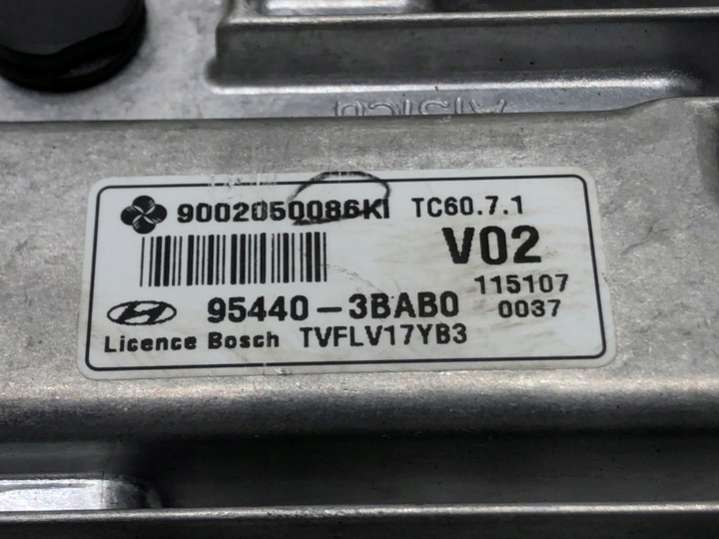 9002050086KI TC60.7.1
V02
115107
95440-3BAB0 0037
Licence Bosch TVFLV17YB3